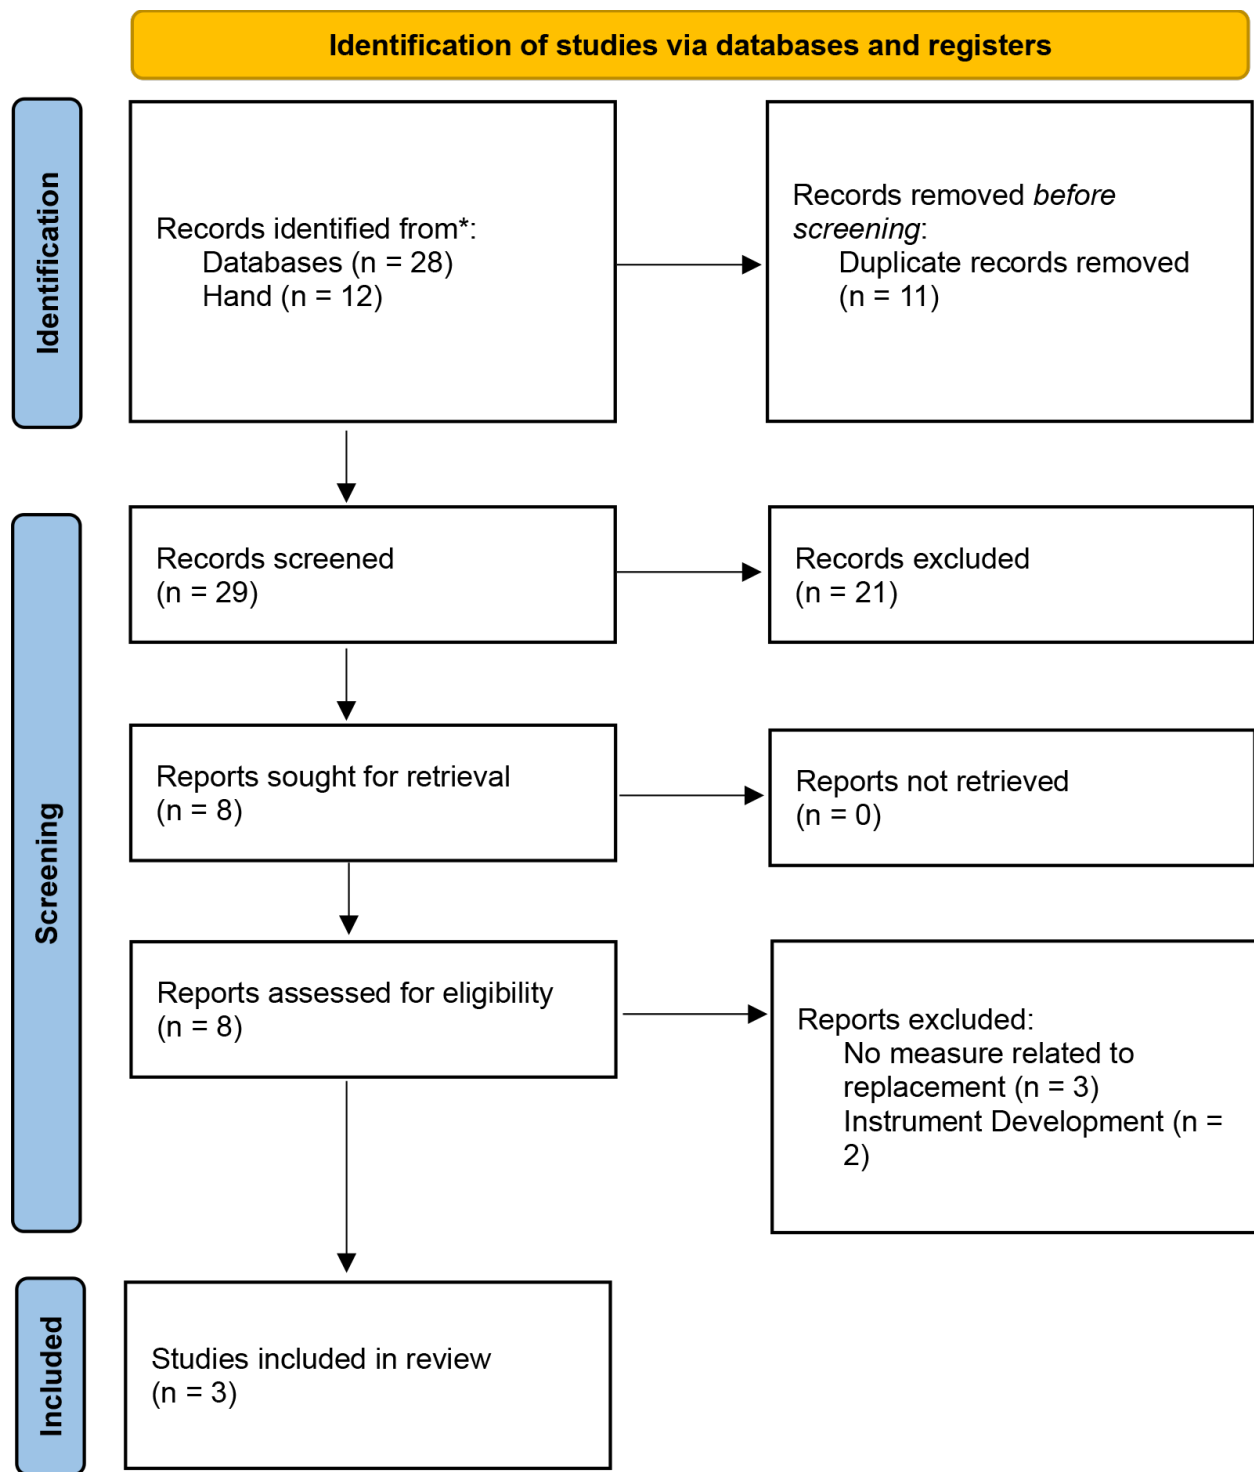 Identification of studies via databases and registers
Identification
Records identified from*:
Databases (n = 28)
Hand (n = 12)
Records removed before
screening:
Duplicate records removed
(n = 11)
Screening
Records screened
(n = 29)
Records excluded
(n = 21)
Reports sought for retrieval
(n = 8)
Reports not retrieved
(n = 0)
Reports assessed for eligibility
(n = 8)
Reports excluded:
No measure related to
replacement (n = 3)
Instrument Development (n =
2)
Included
Studies included in review
(n = 3)